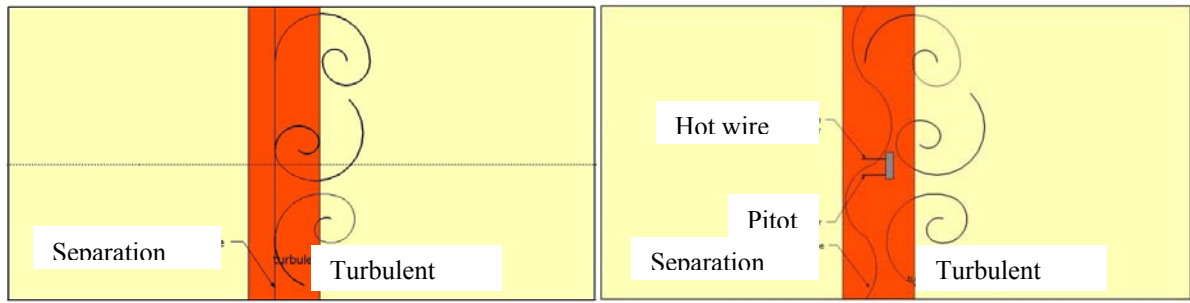 Separation
Turbulent
Hot wire
Pitot
Separation
Turbulent